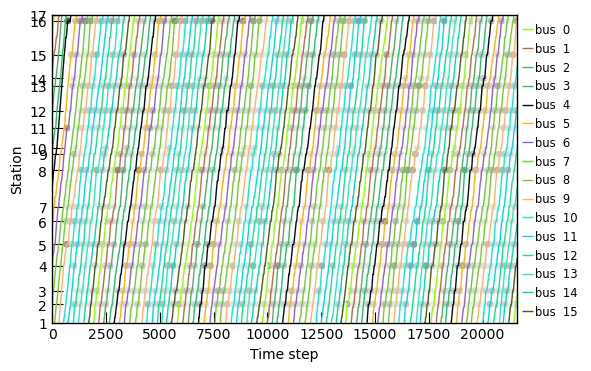 17
16
15
14
13
12
11
10
9
8
7
6
5
4
3
2
1
Station
0 2500 5000 7500 10000 12500 15000 17500 20000
Time step
bus 0
bus 1
bus 2
bus 3
bus 4
bus 5
bus 6
bus 7
bus 8
bus 9
bus 10
bus 11
bus 12
bus 13
bus 14
bus 15